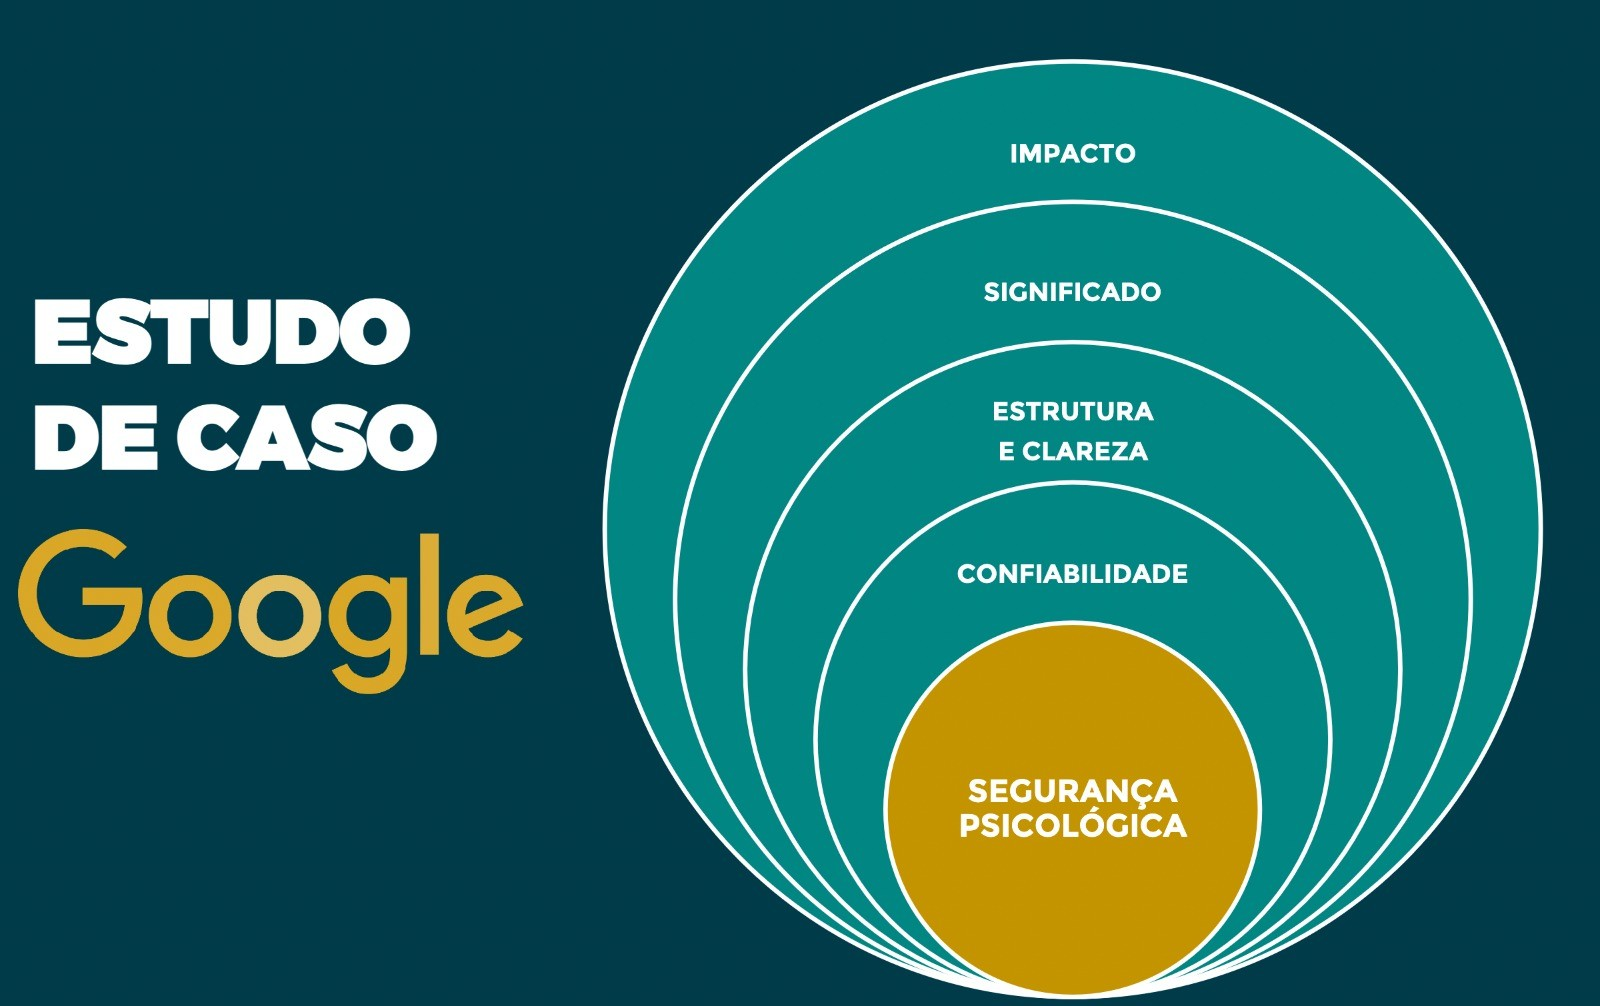 ESTUDO
DE CASO
Google
IMPACTO
SIGNIFICADO
ESTRUTURA
E CLAREZA
CONFIABILIDADE
SEGURANÇA
PSICOLÓGICA